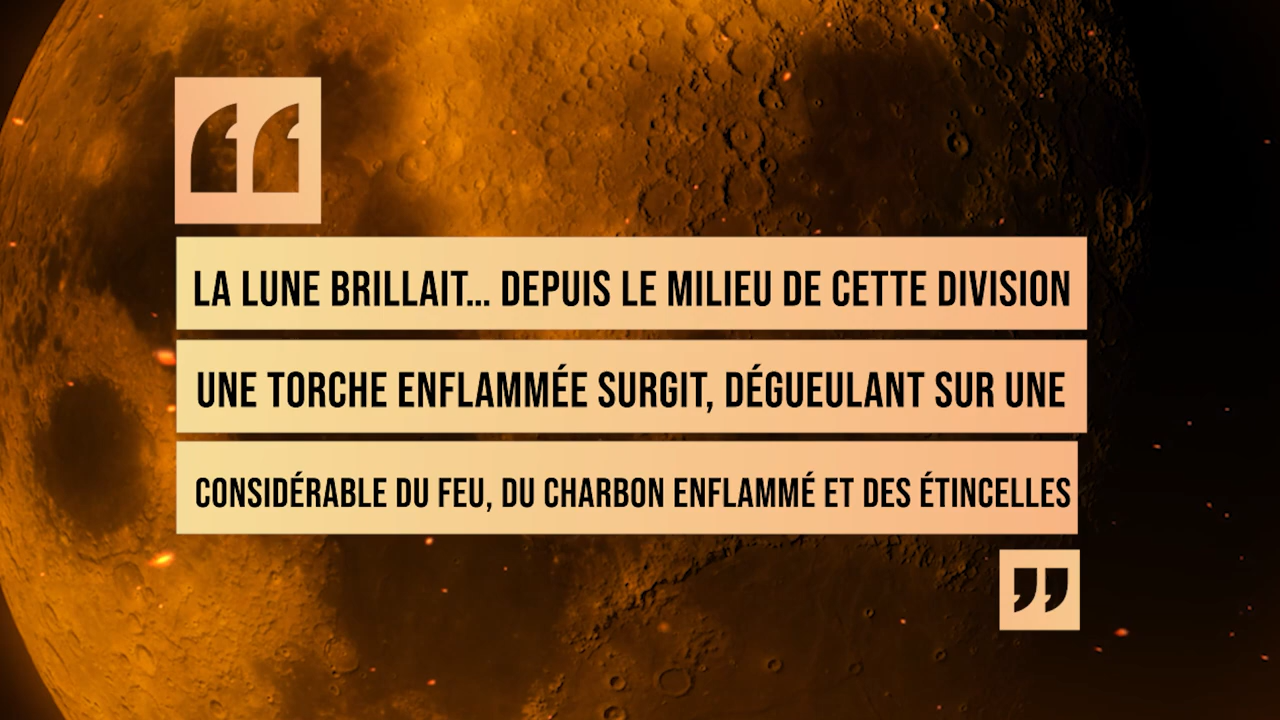 LA LUNE BRILLAIT... DEPUIS LE MILIEU DE CETTE DIVISION
UNE TORCHE ENFLAMMÉE SURGIT, DÉGUEULANT SUR UNE
CONSIDÉRABLE DU FEU, DU CHARBON ENFLAMMÉ ET DES ÉTINCELLES